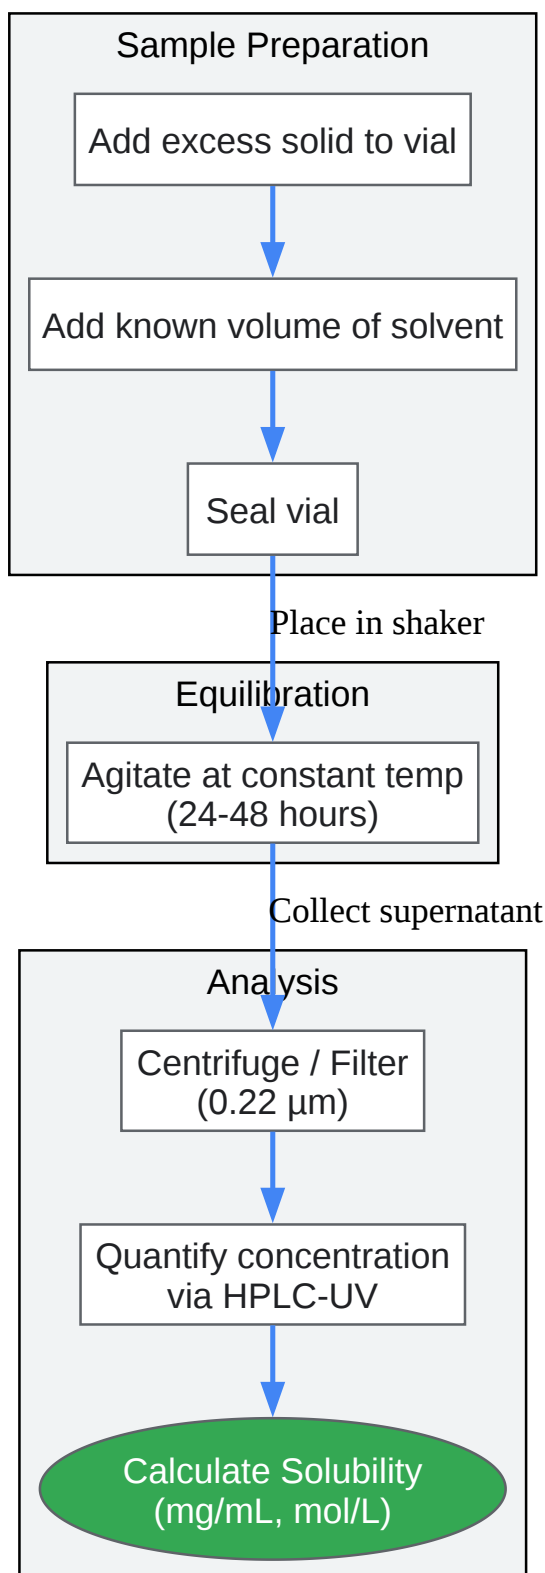 Sample Preparation
Add excess solid to vial
Add known volume of solvent
Seal vial
Place in shaker
Equilibration
Agitate at constant temp
(24-48 hours)
Collect supernatant
Analysis
Centrifuge / Filter
(0.22 µm)
Quantify concentration
via HPLC-UV
Calculate Solubility
(mg/mL, mol/L)